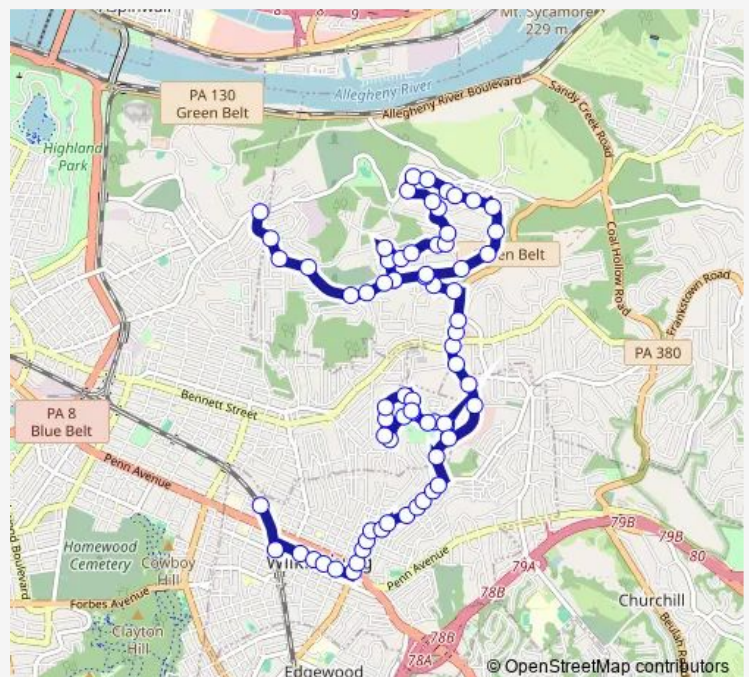 Mt. Sycamore
229 m
8
9
PA 130
Green Belt
Allegheny River
Allegheny River Boulevard
Sandy Creek Road
Highland
Park
en Belt
Coal Hollow Road
Frankstown Road
PA 380
Bennett Street
PA 8
Blue Belt
Penn Avenue
79B
79B
80
Homewood
Cemetery
Cowboy
Hill
Penn Avenue
79A
78B
Forbes Avenue
Churchill
Clayton
Hill
78B
78A
Edgewood
© OpenStreetMap contributors